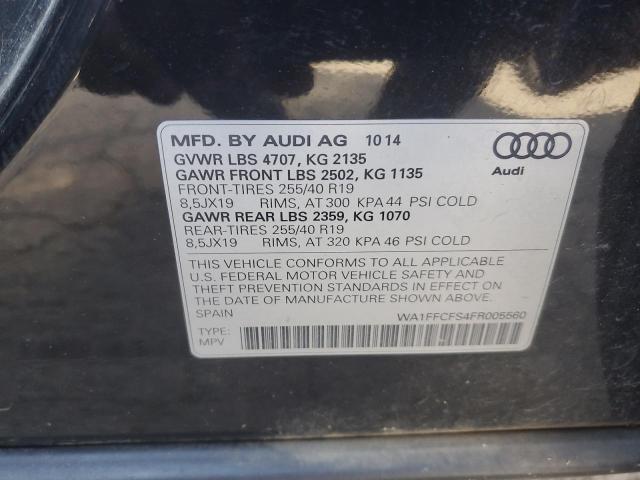 MFD. BY AUDI AG 10 14
GVWR LBS 4707, KG 2135
GAWR FRONT LBS 2502, KG 1135
FRONT-TIRES 255/40 R19
8,5JX19 RIMS, AT 300 KPA 44 PSI COLD
GAWR REAR LBS 2359, KG 1070
REAR-TIRES 255/40 R19
8,5JX19 RIMS, AT 320 KPA 46 PSI COLD
Audi
THIS VEHICLE CONFORMS TO ALL APPLICABLE
U.S. FEDERAL MOTOR VEHICLE SAFETY AND
THEFT PREVENTION STANDARDS IN EFFECT ON
THE DATE OF MANUFACTURE SHOWN ABOVE.
SPAIN WA1FFCFS4FR005560
TYPE:
MPV